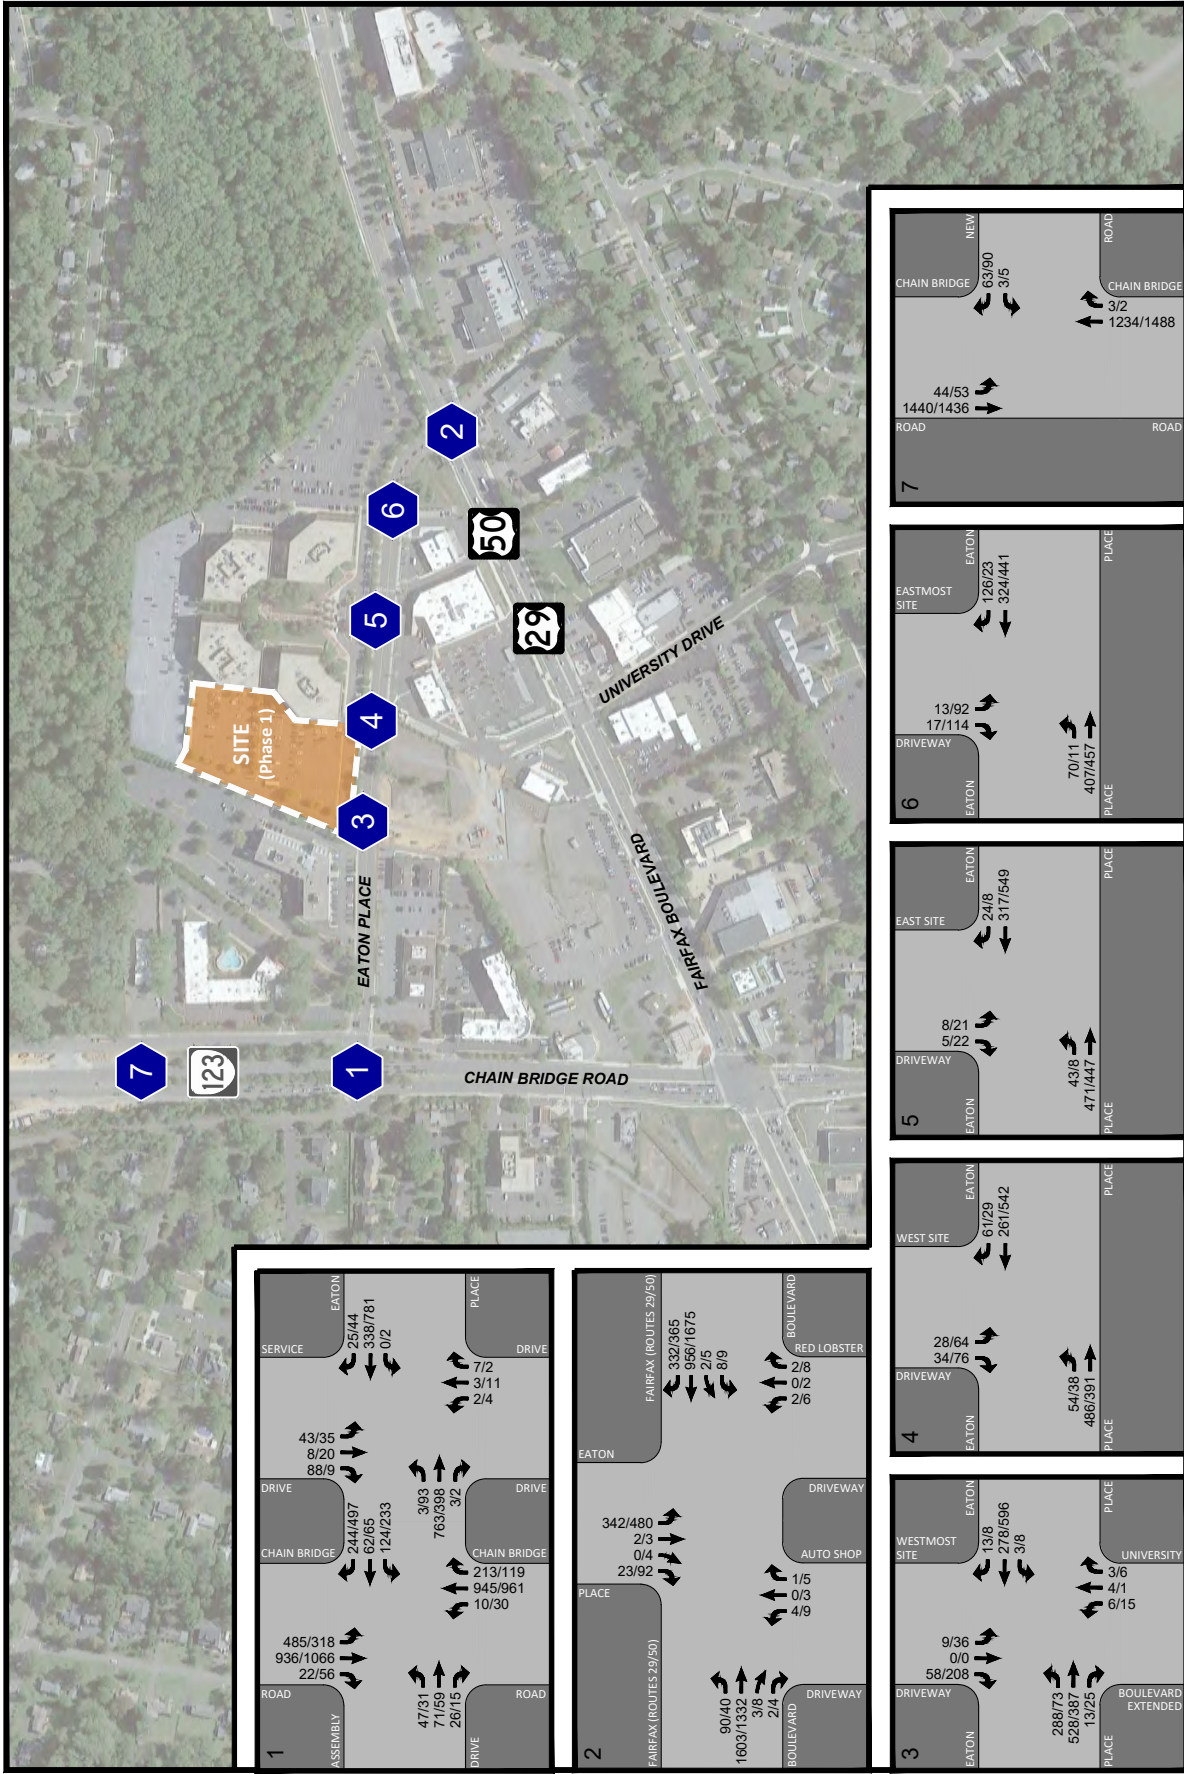 SITE
(Phase 1)
7
123
1
3
4
5
6
2
50
29
EATON PLACE
CHAIN BRIDGE ROAD
FAIRFAX BOULEVARD
UNIVERSITY DRIVE
1
ROAD
ASSEMBLY
DRIVE
ROAD
CHAIN BRIDGE
DRIVE
CHAIN BRIDGE
DRIVE
SERVICE
EATON
PLACE
DRIVE
485/318
936/1066
22/56
47/31
71/59
26/15
244/497
62/65
124/233
213/119
945/961
10/30
43/35
8/20
88/9
3/93
763/398
3/2
25/44
338/781
0/2
7/2
3/11
2/4
2
FAIRFAX (ROUTES 29/50)
PLACE
BOULEVARD
DRIVEWAY
EATON
FAIRFAX (ROUTES 29/50)
AUTO SHOP
DRIVEWAY
RED LOBSTER
BOULEVARD
342/480
2/3
0/4
23/92
90/40
1603/1332
3/8
2/4
332/365
956/1675
2/5
8/9
1/5
0/3
4/9
2/8
0/2
2/6
3
DRIVEWAY
EATON
WESTMOST
SITE
EATON
PLACE
BOULEVARD
EXTENDED
UNIVERSITY
PLACE
9/36
0/0
58/208
288/73
528/387
13/25
13/8
278/596
3/8
3/6
4/1
6/15
4
DRIVEWAY
EATON
WEST SITE
EATON
PLACE
PLACE
28/64
34/76
54/38
486/391
61/29
261/542
5
DRIVEWAY
EATON
EAST SITE
EATON
PLACE
PLACE
8/21
5/22
43/8
471/447
24/8
317/549
6
DRIVEWAY
EATON
EASTMOST
SITE
EATON
PLACE
PLACE
13/92
17/114
70/11
407/457
126/23
324/441
7
ROAD
CHAIN BRIDGE
NEW
ROAD
CHAIN BRIDGE
ROAD
44/53
1440/1436
63/90
3/5
3/2
1234/1488